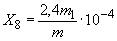 X₈ = 2,4m₁/m · 10⁻⁴